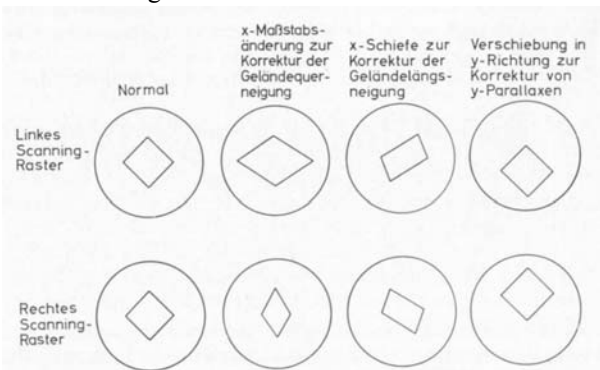 Normal
x-Maßstabs-
änderung zur
Korrektur der
Geländequer-
neigung
x-Schiefe zur
Korrektur der
Geländelängs-
neigung
Verschiebung in
y-Richtung zur
Korrektur von
y-Parallaxen
Linkes
Scanning-
Raster
Rechtes
Scanning-
Raster